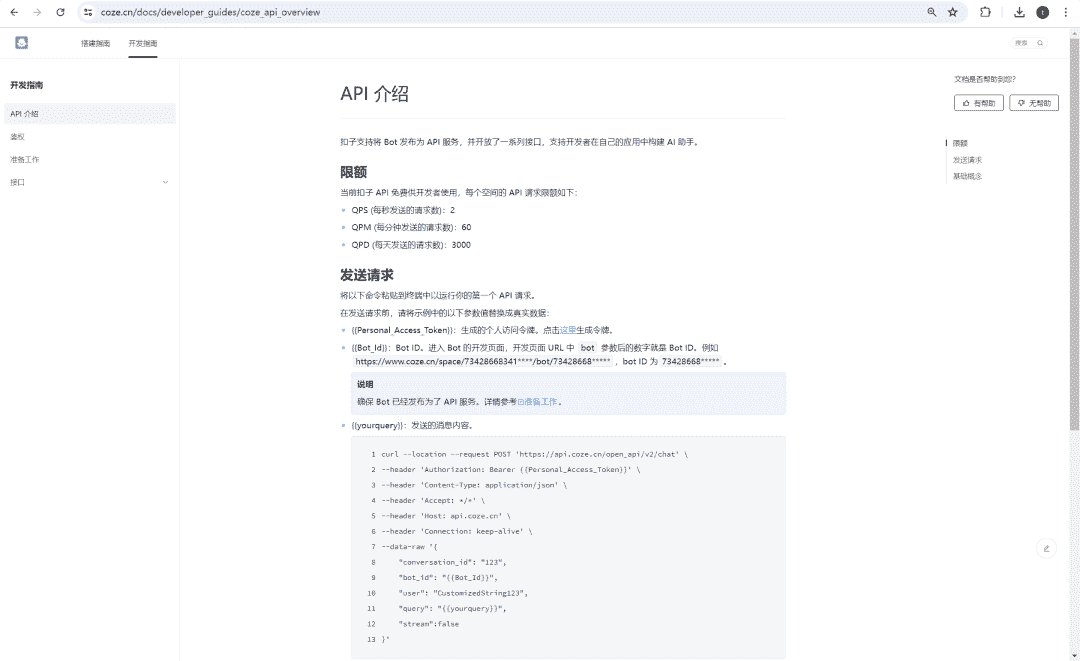 coze.cn/docs/developer_guides/coze_api_overview
t
搭建指南
开发指南
搜索
开发指南
API 介绍
鉴权
准备工作
接口
API 介绍
扣子支持将 Bot 发布为 API 服务，并开放了一系列接口，支持开发者在自己的应用中构建 AI 助手。
限额
当前扣子 API 免费供开发者使用，每个空间的 API 请求限额如下：
QPS (每秒发送的请求数)：2
QPM (每分钟发送的请求数)：60
QPD (每天发送的请求数)：3000
发送请求
将以下命令粘贴到终端中以运行你的第一个 API 请求。
在发送请求前，请将示例中的以下参数值替换成真实数据：
{{Personal_Access_Token}}：生成的个人访问令牌。点击这里生成令牌。
{{Bot_Id}}：Bot ID。进入 Bot 的开发页面，开发页面 URL 中 bot 参数后的数字就是 Bot ID。例如
https://www.coze.cn/space/73428668341****/bot/73428668***** ，bot ID 为 73428668***** 。
说明
确保 Bot 已经发布为了 API 服务。详情参考准备工作。
{{yourquery}}：发送的消息内容。
1 curl --location --request POST 'https://api.coze.cn/open_api/v2/chat' \
2 --header 'Authorization: Bearer {{Personal_Access_Token}}' \
3 --header 'Content-Type: application/json' \
4 --header 'Accept: */*' \
5 --header 'Host: api.coze.cn' \
6 --header 'Connection: keep-alive' \
7 --data-raw '{
8 "conversation_id": "123",
9 "bot_id": "{{Bot_Id}}",
10 "user": "CustomizedString123",
11 "query": "{{yourquery}}",
12 "stream":false
13 }'
文档是否帮助到您？
有帮助
无帮助
限额
发送请求
基础概念